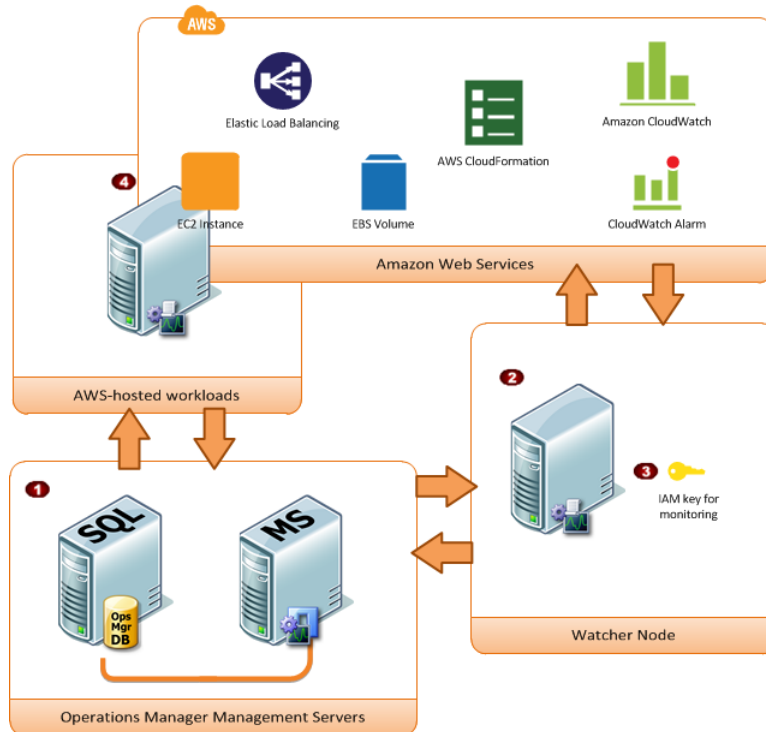 AWS
Elastic Load Balancing
AWS CloudFormation
Amazon CloudWatch
4
EC2 Instance
EBS Volume
CloudWatch Alarm
Amazon Web Services
AWS-hosted workloads
2
3
IAM key for
monitoring
Watcher Node
1
SQL
MS
Ops
Mgr
DB
Operations Manager Management Servers